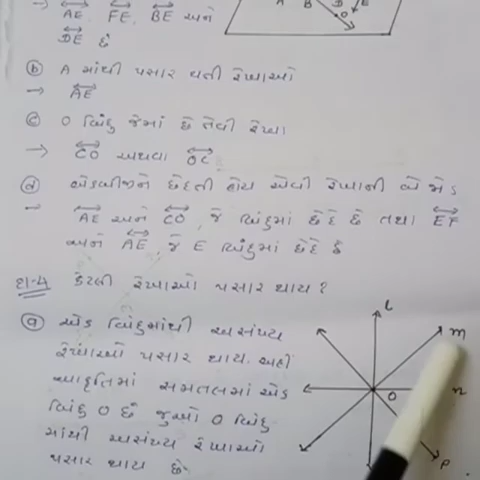 → AE, FE, BE અને
DE છે
A B D E
O
(b) A માંથી પસાર થતી રેખાઓ
→ AE
(c) O બિંદુ જેમાં છે તેવી રેખા
→ CO અથવા OC
(d) એકબીજાને છેદતી હોય એવી રેખાની બે જોડ
→ AE અને CO, જે બિંદુમાં છેદે છે તથા EF
અને AE, જે E બિંદુમાં છેદે છે
દા-4 કેટલી રેખાઓ પસાર થાય?
(a) એક બિંદુમાંથી અસંખ્ય
રેખાઓ પસાર થાય. અહીં
આકૃતિમાં સમતલમાં એક
બિંદુ O છે જુઓ O બિંદુ
માંથી અસંખ્ય રેખાઓ
પસાર થાય છે
l
m
O n
p